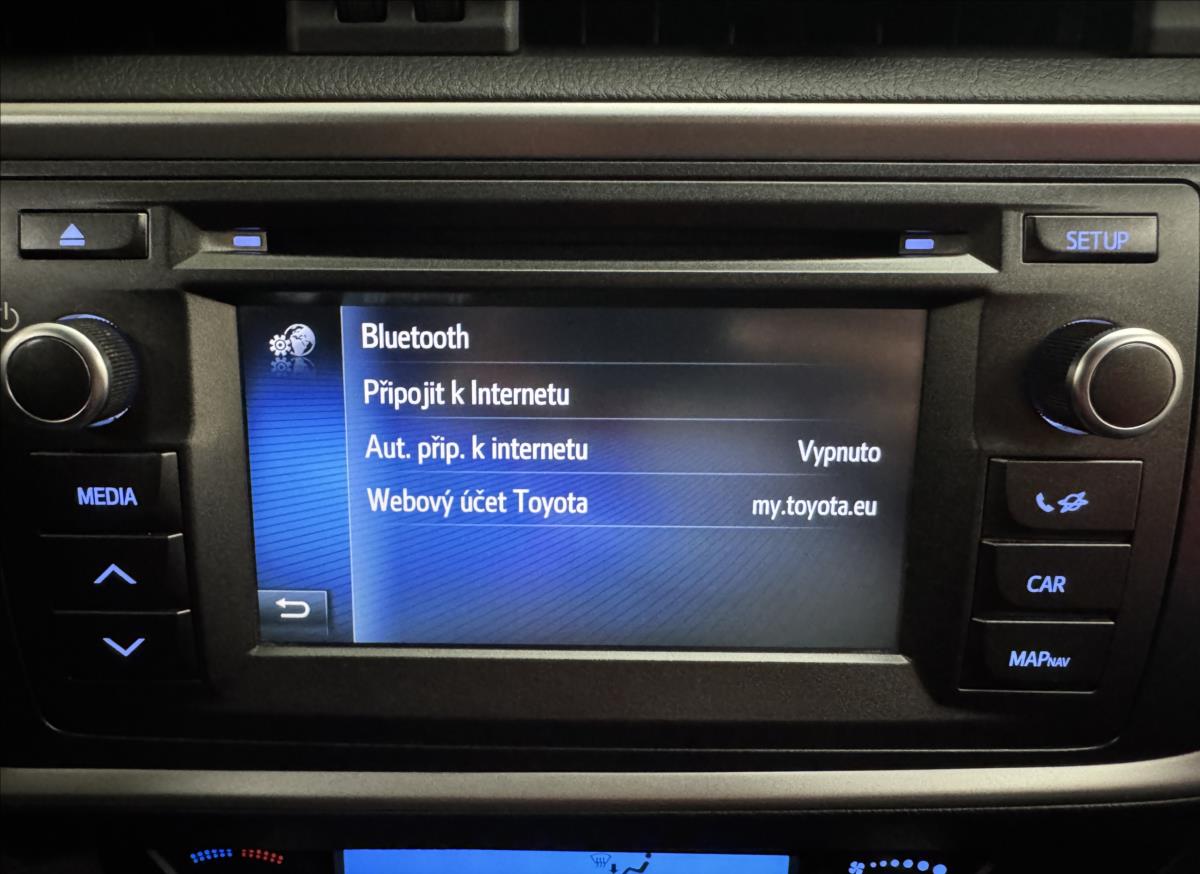 SETUP
Bluetooth
Připojit k Internetu
Aut. přip. k internetu Vypnuto
Webový účet Toyota my.toyota.eu
MEDIA
CAR
MAPNAV